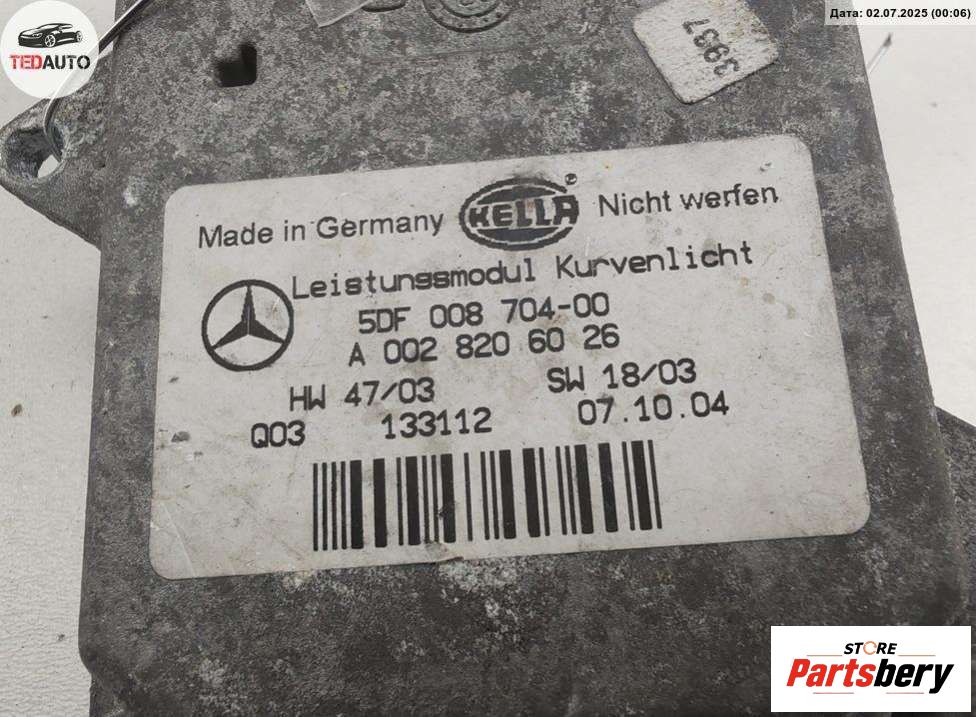 Дата: 02.07.2025 (00:06)
TEDAUTO
3937
Made in Germany HELLA ® Nicht werfen
Leistungsmodul Kurvenlicht
5DF 008 704-00
A 002 820 60 26
HW 47/03 SW 18/03
Q03 133112 07.10.04
STORE
Partsbery